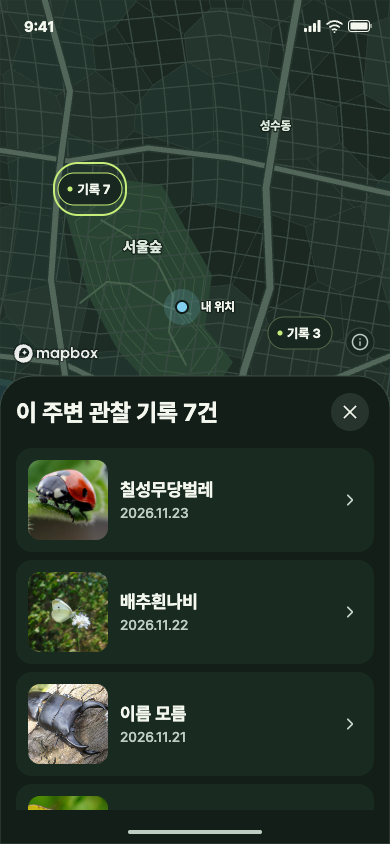 9:41
성수동
기록 7
서울숲
내 위치
기록 3
mapbox
이 주변 관찰 기록 7건
칠성무당벌레
2026.11.23
배추흰나비
2026.11.22
이름 모름
2026.11.21